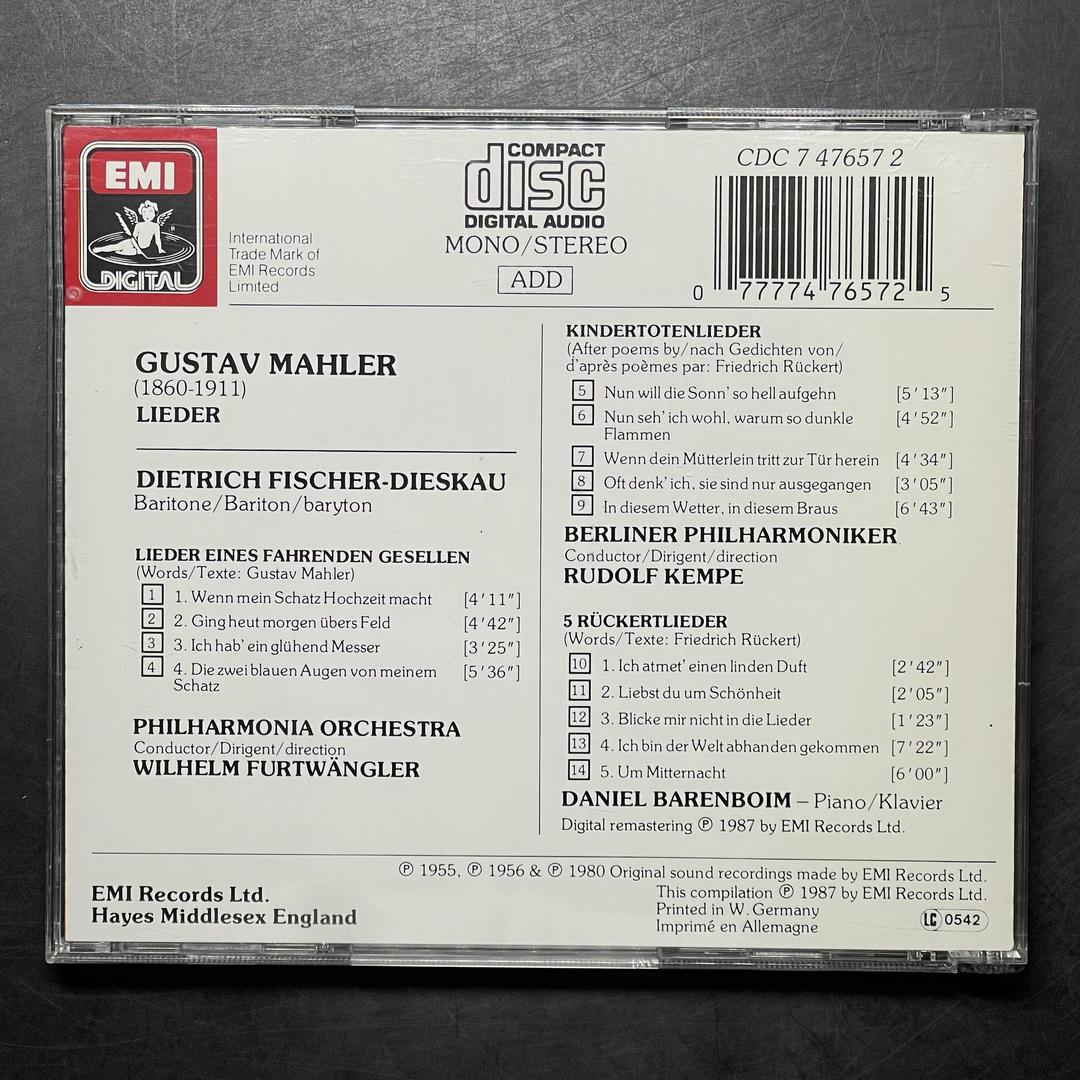 EMI
DIGITAL
International
Trade Mark of
EMI Records
Limited
COMPACT
disc
DIGITAL AUDIO
MONO/STEREO
ADD
CDC 7 47657 2
0 77774 76572 5
GUSTAV MAHLER
(1860-1911)
LIEDER
DIETRICH FISCHER-DIESKAU
Baritone/Bariton/baryton
LIEDER EINES FAHRENDEN GESELLEN
(Words/Texte: Gustav Mahler)
1 1. Wenn mein Schatz Hochzeit macht [4'11"]
2 2. Ging heut morgen übers Feld [4'42"]
3 3. Ich hab' ein glühend Messer [3'25"]
4 4. Die zwei blauen Augen von meinem [5'36"]
Schatz
PHILHARMONIA ORCHESTRA
Conductor/Dirigent/direction
WILHELM FURTWÄNGLER
KINDERTOTENLIEDER
(After poems by/nach Gedichten von/
d'après poèmes par: Friedrich Rückert)
5 Nun will die Sonn' so hell aufgehn [5'13"]
6 Nun seh' ich wohl, warum so dunkle [4'52"]
Flammen
7 Wenn dein Mütterlein tritt zur Tür herein [4'34"]
8 Oft denk' ich, sie sind nur ausgegangen [3'05"]
9 In diesem Wetter, in diesem Braus [6'43"]
BERLINER PHILHARMONIKER
Conductor/Dirigent/direction
RUDOLF KEMPE
5 RÜCKERTLIEDER
(Words/Texte: Friedrich Rückert)
10 1. Ich atmet' einen linden Duft [2'42"]
11 2. Liebst du um Schönheit [2'05"]
12 3. Blicke mir nicht in die Lieder [1'23"]
13 4. Ich bin der Welt abhanden gekommen [7'22"]
14 5. Um Mitternacht [6'00"]
DANIEL BARENBOIM – Piano/Klavier
Digital remastering ℗ 1987 by EMI Records Ltd.
℗ 1955, ℗ 1956 & ℗ 1980 Original sound recordings made by EMI Records Ltd.
This compilation ℗ 1987 by EMI Records Ltd.
Printed in W. Germany
Imprimé en Allemagne
EMI Records Ltd.
Hayes Middlesex England
LC 0542